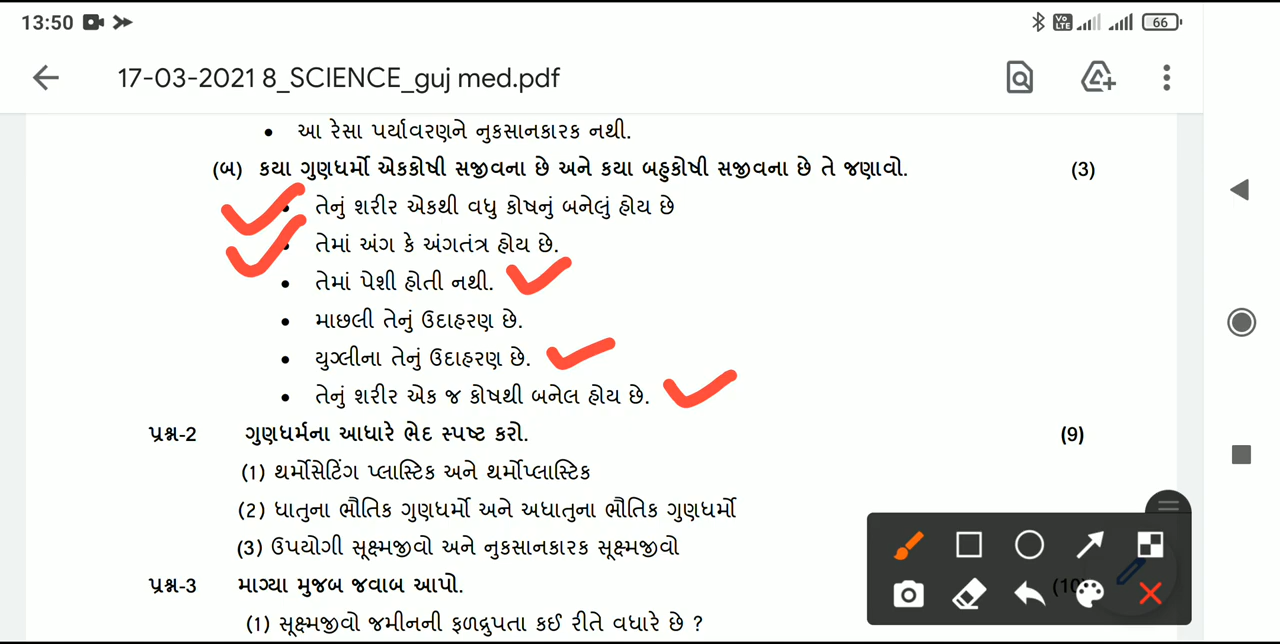 13:50
Vo LTE
66
17-03-2021 8_SCIENCE_guj med.pdf
• આ રેસા પર્યાવરણને નુકસાનકારક નથી.
(બ) કયા ગુણધર્મો એકકોષી સજીવના છે અને કયા બહુકોષી સજીવના છે તે જણાવો. (3)
• તેનું શરીર એકથી વધુ કોષનું બનેલું હોય છે
• તેમાં અંગ કે અંગતંત્ર હોય છે.
• તેમાં પેશી હોતી નથી.
• માછલી તેનું ઉદાહરણ છે.
• યુગ્લીના તેનું ઉદાહરણ છે.
• તેનું શરીર એક જ કોષથી બનેલ હોય છે.
પ્રશ્ન-2 ગુણધર્મના આધારે ભેદ સ્પષ્ટ કરો. (9)
(1) થર્મોસેટિંગ પ્લાસ્ટિક અને થર્મોપ્લાસ્ટિક
(2) ધાતુના ભૌતિક ગુણધર્મો અને અધાતુના ભૌતિક ગુણધર્મો
(3) ઉપયોગી સૂક્ષ્મજીવો અને નુકસાનકારક સૂક્ષ્મજીવો
પ્રશ્ન-3 માગ્યા મુજબ જવાબ આપો. (10)
(1) સૂક્ષ્મજીવો જમીનની ફળદ્રુપતા કઈ રીતે વધારે છે ?